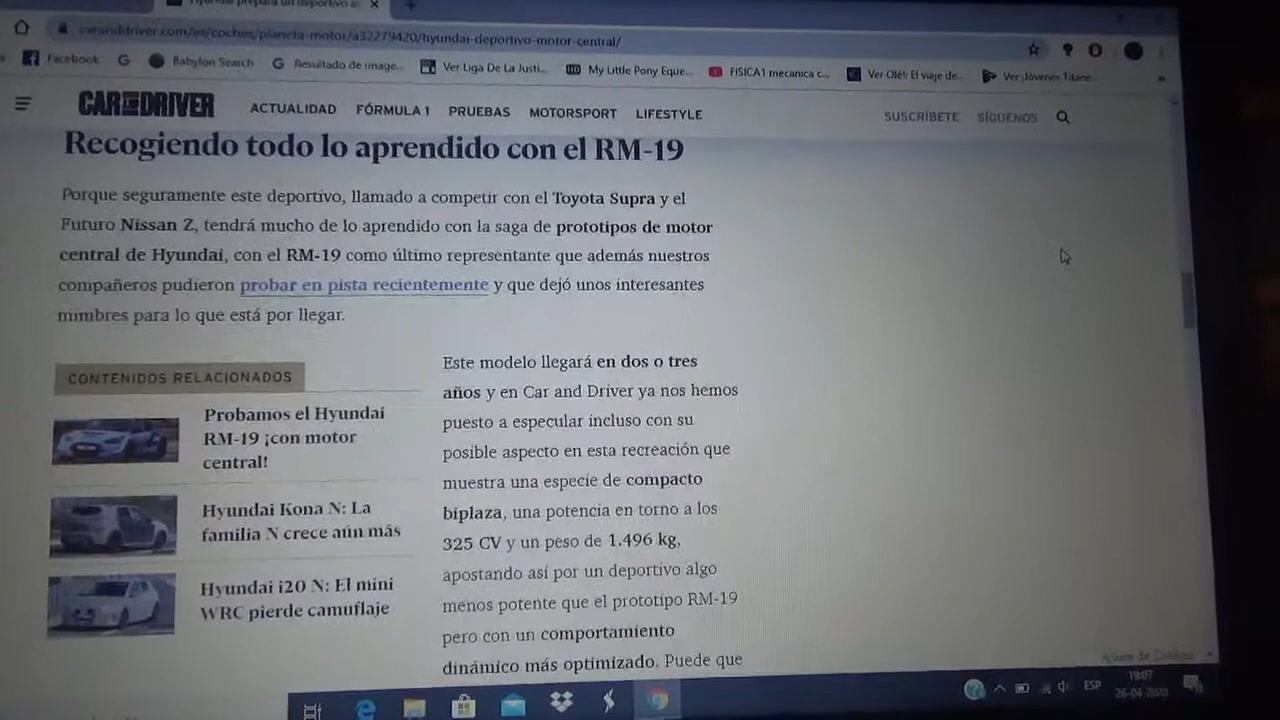 Hyundai prepara un deportivo
caranddriver.com/es/coches/planeta-motor/a32279420/hyundai-deportivo-motor-central/
Facebook
Babylon Search
Resultado de image...
Ver Liga De La Justi...
My Little Pony Eque...
FISICA1 mecanica c...
Ver Olé!: El viaje de...
Ver Jóvenes Titane...
CAR AND DRIVER
ACTUALIDAD FÓRMULA 1 PRUEBAS MOTORSPORT LIFESTYLE
SUSCRÍBETE SÍGUENOS
Recogiendo todo lo aprendido con el RM-19
Porque seguramente este deportivo, llamado a competir con el Toyota Supra y el
Futuro Nissan Z, tendrá mucho de lo aprendido con la saga de prototipos de motor
central de Hyundai, con el RM-19 como último representante que además nuestros
compañeros pudieron probar en pista recientemente y que dejó unos interesantes
mimbres para lo que está por llegar.
CONTENIDOS RELACIONADOS
Probamos el Hyundai
RM-19 ¡con motor
central!
Hyundai Kona N: La
familia N crece aún más
Hyundai i20 N: El mini
WRC pierde camuflaje
Este modelo llegará en dos o tres
años y en Car and Driver ya nos hemos
puesto a especular incluso con su
posible aspecto en esta recreación que
muestra una especie de compacto
biplaza, una potencia en torno a los
325 CV y un peso de 1.496 kg,
apostando así por un deportivo algo
menos potente que el prototipo RM-19
pero con un comportamiento
dinámico más optimizado. Puede que
ESP
19:07
26-04-2020